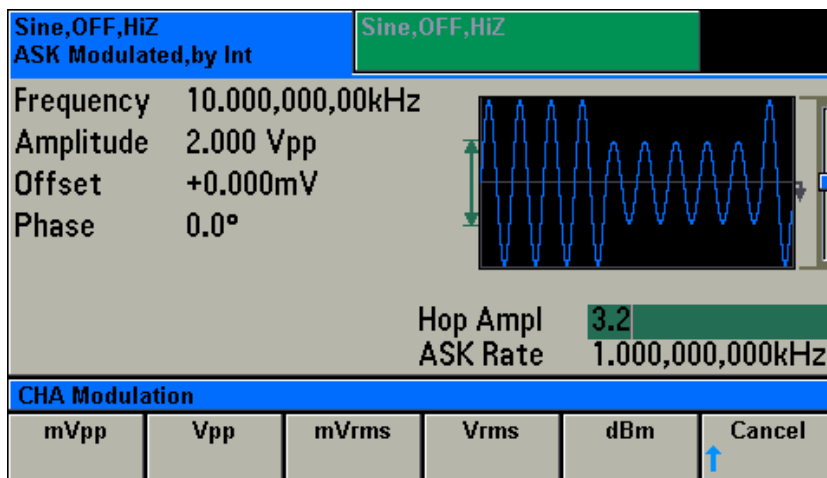 Sine,OFF,HiZ
ASK Modulated,by Int
Sine,OFF,HiZ
Frequency 10.000,000,00kHz
Amplitude 2.000 Vpp
Offset +0.000mV
Phase 0.0°
Hop Ampl 3.2
ASK Rate 1.000,00,000kHz
CHA Modulation
mVpp Vpp mVrms Vrms dBm Cancel